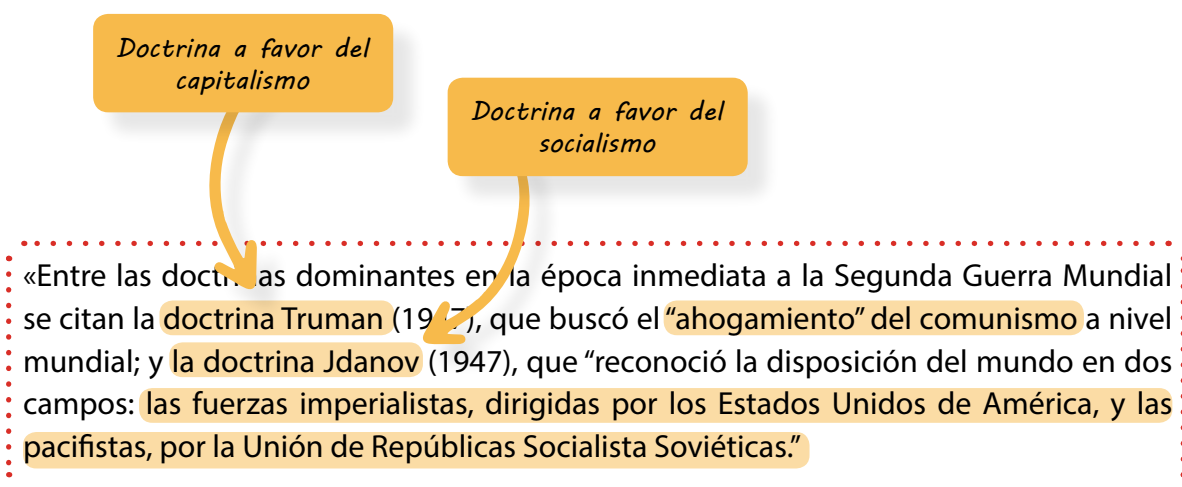 Doctrina a favor del
capitalismo
Doctrina a favor del
socialismo
«Entre las doctrinas dominantes en la época inmediata a la Segunda Guerra Mundial
se citan la doctrina Truman (1947), que buscó el “ahogamiento” del comunismo a nivel
mundial; y la doctrina Jdanov (1947), que “reconoció la disposición del mundo en dos
campos: las fuerzas imperialistas, dirigidas por los Estados Unidos de América, y las
pacifistas, por la Unión de Repúblicas Socialista Soviéticas.”